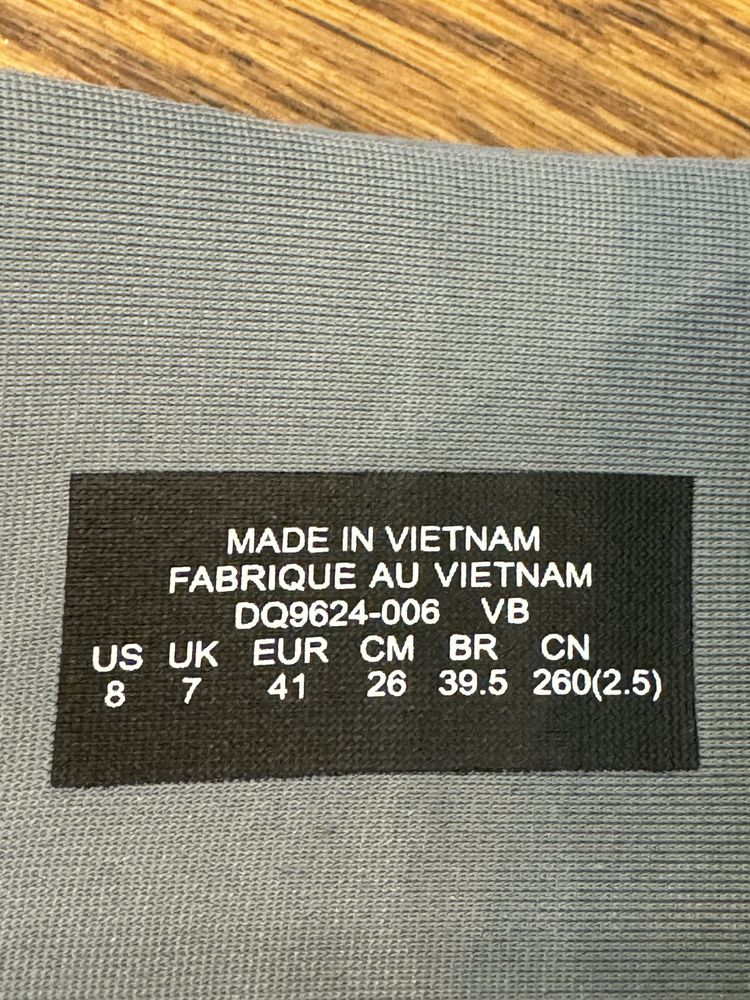 MADE IN VIETNAM
FABRIQUE AU VIETNAM
DQ9624-006 VB
US UK EUR CM BR CN
8 7 41 26 39.5 260(2.5)